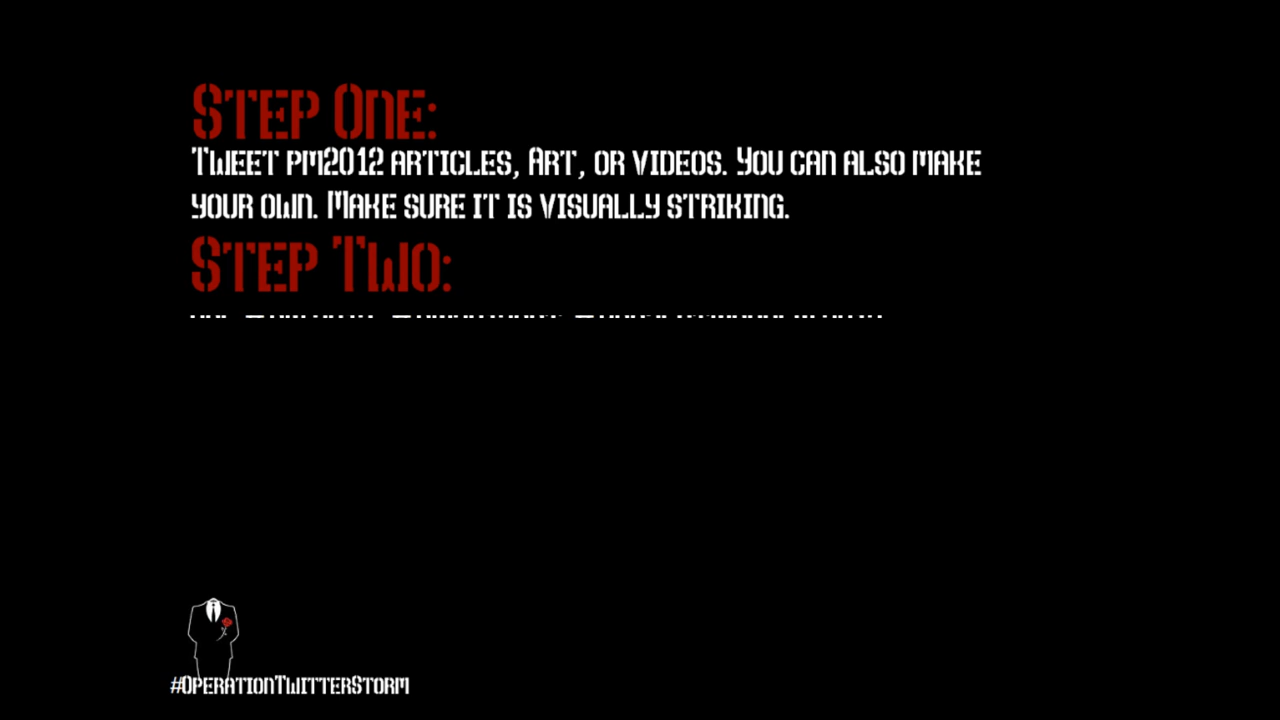 Step One:
Tweet pm2012 articles, Art, or videos. You can also make
your own. Make sure it is visually striking.
Step Two:
#OperationTwitterStorm